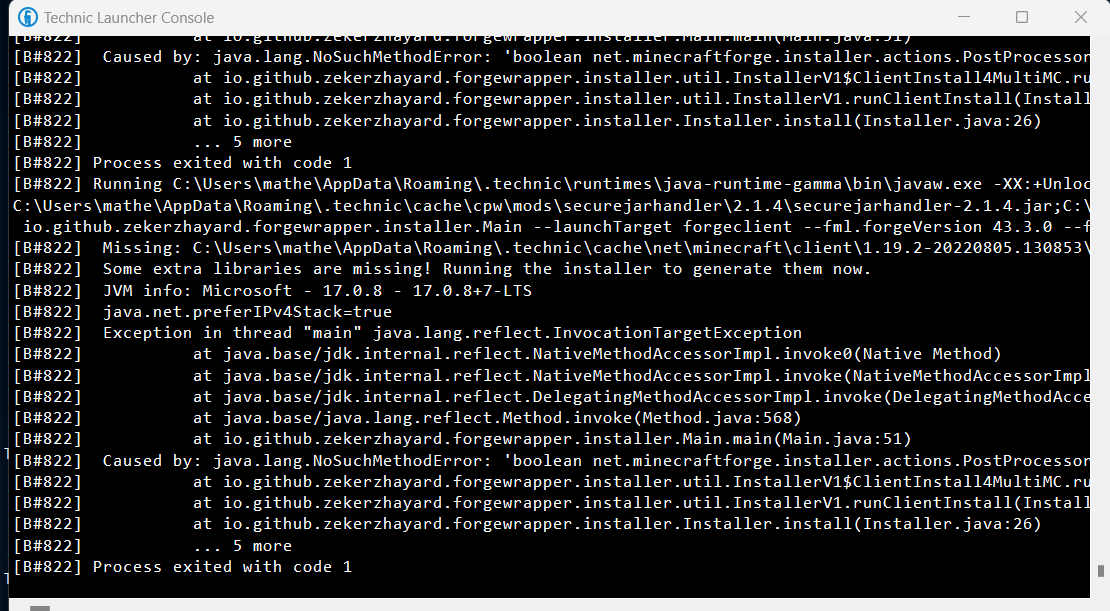 Technic Launcher Console
[B#822] at io.github.zekerzhayard.forgewrapper.installer.Main.main(Main.java:51)
[B#822] Caused by: java.lang.NoSuchMethodError: 'boolean net.minecraftforge.installer.actions.PostProcessor
[B#822] at io.github.zekerzhayard.forgewrapper.installer.util.InstallerV1$ClientInstall4MultiMC.ru
[B#822] at io.github.zekerzhayard.forgewrapper.installer.util.InstallerV1.runClientInstall(Install
[B#822] at io.github.zekerzhayard.forgewrapper.installer.Installer.install(Installer.java:26)
[B#822] ... 5 more
[B#822] Process exited with code 1
[B#822] Running C:\Users\mathe\AppData\Roaming\.technic\runtimes\java-runtime-gamma\bin\javaw.exe -XX:+Unloc
C:\Users\mathe\AppData\Roaming\.technic\cache\cpw\mods\securejarhandler\2.1.4\securejarhandler-2.1.4.jar;C:\
io.github.zekerzhayard.forgewrapper.installer.Main --launchTarget forgeclient --fml.forgeVersion 43.3.0 --f
[B#822] Missing: C:\Users\mathe\AppData\Roaming\.technic\cache\net\minecraft\client\1.19.2-20220805.130853\
[B#822] Some extra libraries are missing! Running the installer to generate them now.
[B#822] JVM info: Microsoft - 17.0.8 - 17.0.8+7-LTS
[B#822] java.net.preferIPv4Stack=true
[B#822] Exception in thread "main" java.lang.reflect.InvocationTargetException
[B#822] at java.base/jdk.internal.reflect.NativeMethodAccessorImpl.invoke0(Native Method)
[B#822] at java.base/jdk.internal.reflect.NativeMethodAccessorImpl.invoke(NativeMethodAccessorImpl
[B#822] at java.base/jdk.internal.reflect.DelegatingMethodAccessorImpl.invoke(DelegatingMethodAcce
[B#822] at java.base/java.lang.reflect.Method.invoke(Method.java:568)
[B#822] at io.github.zekerzhayard.forgewrapper.installer.Main.main(Main.java:51)
[B#822] Caused by: java.lang.NoSuchMethodError: 'boolean net.minecraftforge.installer.actions.PostProcessor
[B#822] at io.github.zekerzhayard.forgewrapper.installer.util.InstallerV1$ClientInstall4MultiMC.ru
[B#822] at io.github.zekerzhayard.forgewrapper.installer.util.InstallerV1.runClientInstall(Install
[B#822] at io.github.zekerzhayard.forgewrapper.installer.Installer.install(Installer.java:26)
[B#822] ... 5 more
[B#822] Process exited with code 1